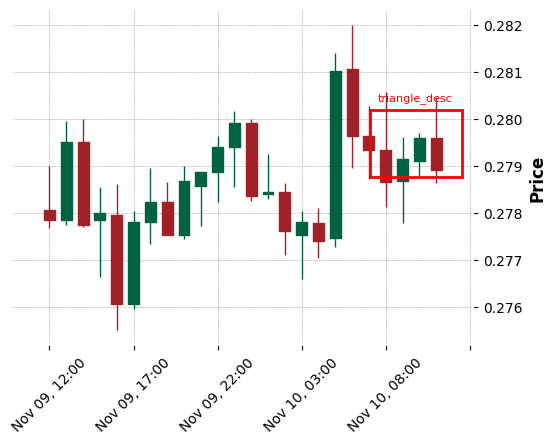 0.282
0.281
triangle_desc
0.280
0.279
0.278
0.277
0.276
Price
Nov 09, 12:00
Nov 09, 17:00
Nov 09, 22:00
Nov 10, 03:00
Nov 10, 08:00